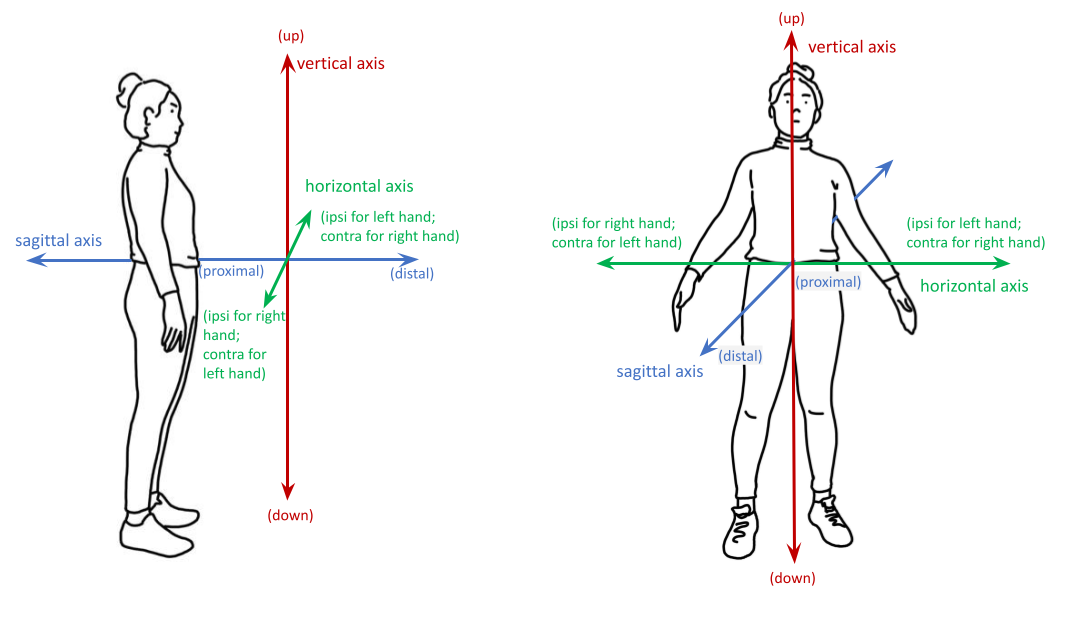 (up)
vertical axis
horizontal axis
(ipsi for left hand;
contra for right hand)
sagittal axis
(proximal)
(distal)
(ipsi for right
hand;
contra for
left hand)
(down)
(up)
vertical axis
(ipsi for right hand;
contra for left hand)
(ipsi for left hand;
contra for right hand)
(proximal)
horizontal axis
(distal)
sagittal axis
(down)